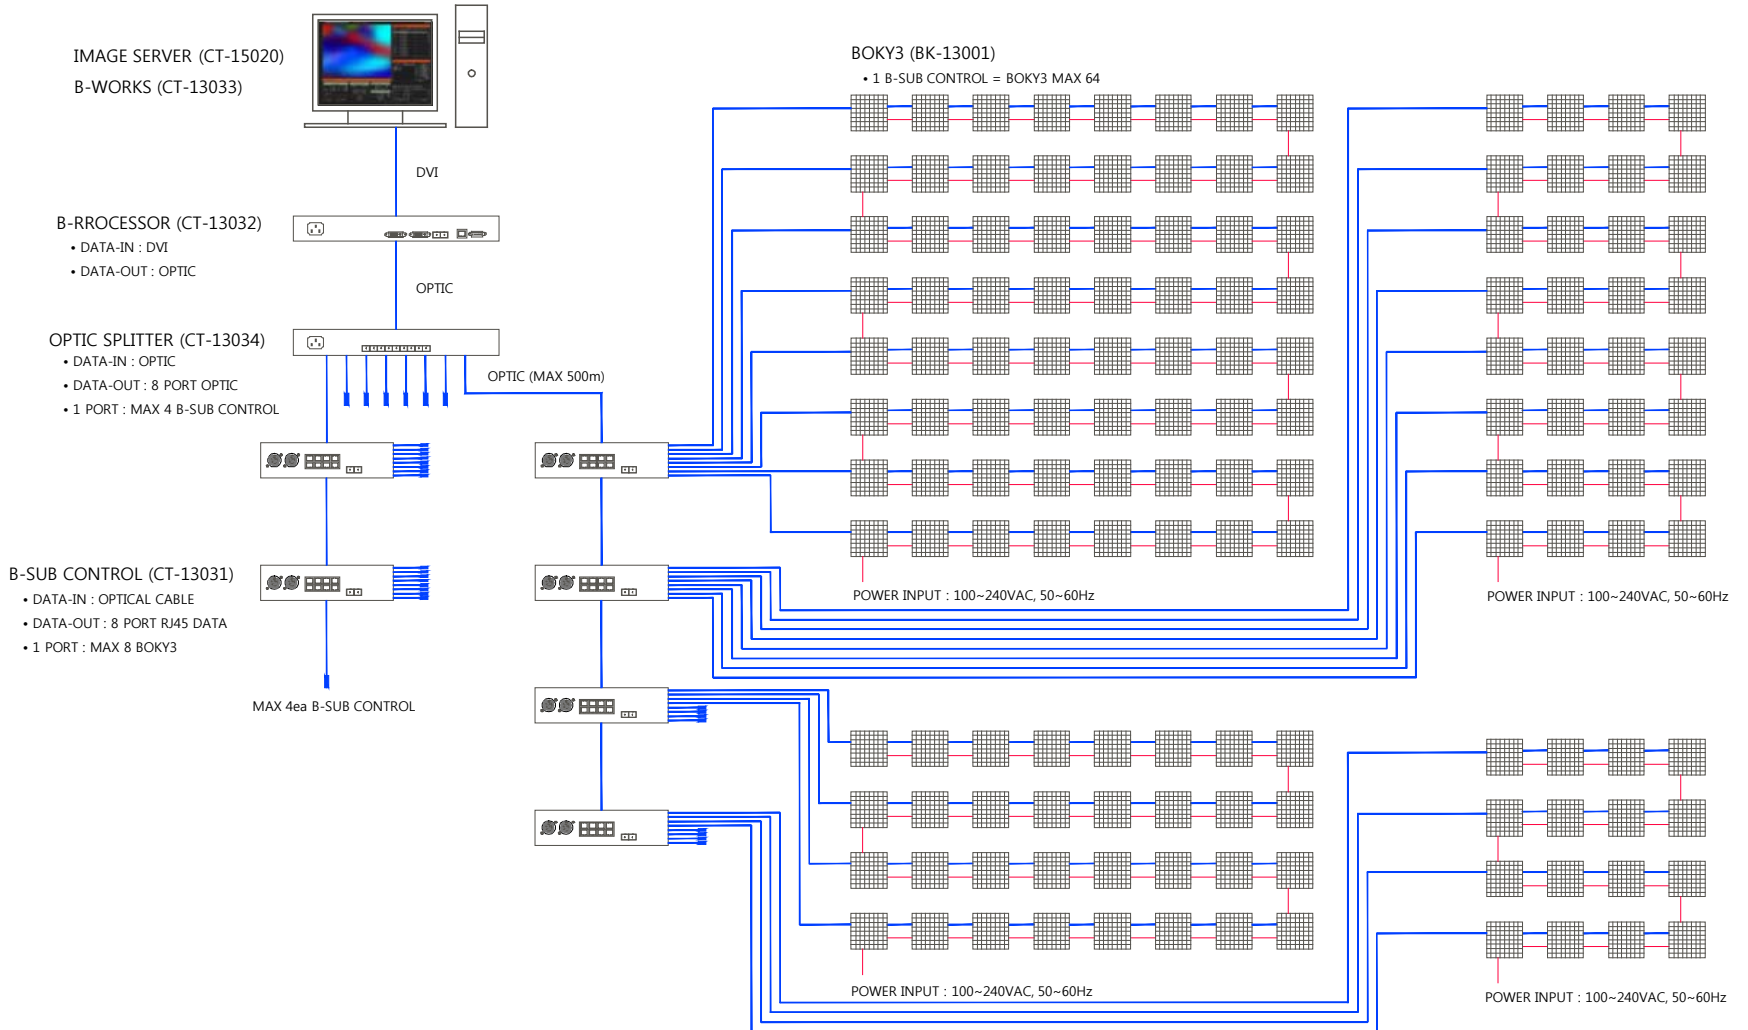 IMAGE SERVER (CT-15020)
B-WORKS (CT-13033)
DVI
B-RROCESSOR (CT-13032)
• DATA-IN : DVI
• DATA-OUT : OPTIC
OPTIC
OPTIC SPLITTER (CT-13034)
• DATA-IN : OPTIC
• DATA-OUT : 8 PORT OPTIC
• 1 PORT : MAX 4 B-SUB CONTROL
OPTIC (MAX 500m)
B-SUB CONTROL (CT-13031)
• DATA-IN : OPTICAL CABLE
• DATA-OUT : 8 PORT RJ45 DATA
• 1 PORT : MAX 8 BOKY3
MAX 4ea B-SUB CONTROL
BOKY3 (BK-13001)
• 1 B-SUB CONTROL = BOKY3 MAX 64
POWER INPUT : 100~240VAC, 50~60Hz
POWER INPUT : 100~240VAC, 50~60Hz
POWER INPUT : 100~240VAC, 50~60Hz
POWER INPUT : 100~240VAC, 50~60Hz